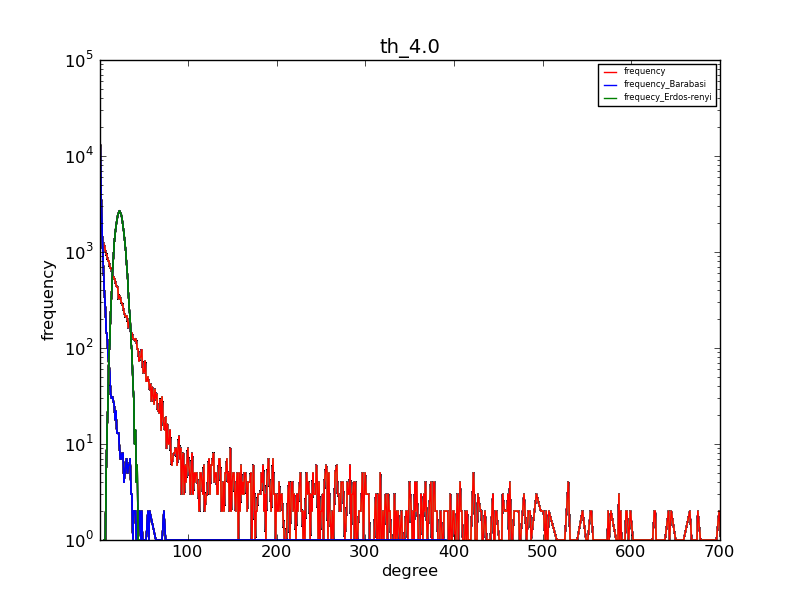 th_4.0
frequency
frequency_Barabasi
frequecy_Erdos-renyi
10^5
10^4
10^3
10^2
10^1
10^0
frequency
100 200 300 400 500 600 700
degree